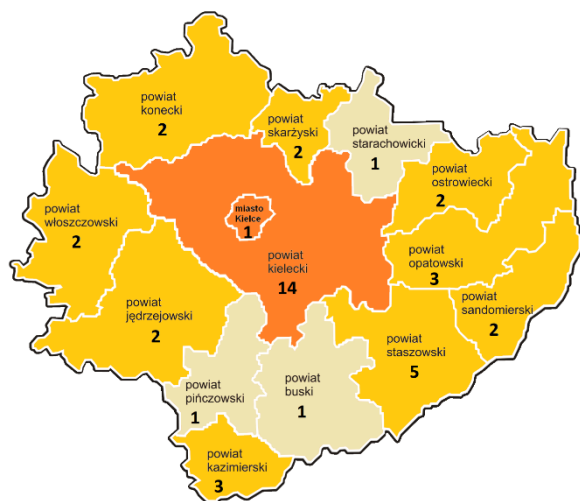 powiat
konecki
2
powiat
skarżyski
2
powiat
starachowicki
1
powiat
ostrowiecki
2
powiat
włoszczowski
2
miasto
Kielce
1
powiat
kielecki
14
powiat
opatowski
3
powiat
sandomierski
2
powiat
jędrzejowski
2
powiat
staszowski
5
powiat
pińczowski
1
powiat
buski
1
powiat
kazimierski
3